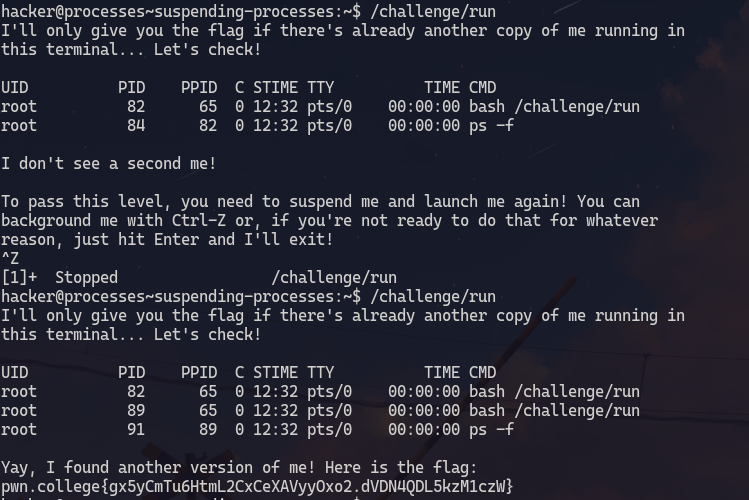 hacker@processes~suspending-processes:~$ /challenge/run
I'll only give you the flag if there's already another copy of me running in
this terminal... Let's check!
UID          PID    PPID  C STIME TTY          TIME CMD
root          82      65  0 12:32 pts/0    00:00:00 bash /challenge/run
root          84      82  0 12:32 pts/0    00:00:00 ps -f
I don't see a second me!
To pass this level, you need to suspend me and launch me again! You can
background me with Ctrl-Z or, if you're not ready to do that for whatever
reason, just hit Enter and I'll exit!
^Z
[1]+  Stopped                 /challenge/run
hacker@processes~suspending-processes:~$ /challenge/run
I'll only give you the flag if there's already another copy of me running in
this terminal... Let's check!
UID          PID    PPID  C STIME TTY          TIME CMD
root          82      65  0 12:32 pts/0    00:00:00 bash /challenge/run
root          89      65  0 12:32 pts/0    00:00:00 bash /challenge/run
root          91      89  0 12:32 pts/0    00:00:00 ps -f
Yay, I found another version of me! Here is the flag:
pwn.college{gx5yCmTu6HtmL2CxCeXAVyyOxo2.dVDN4QDL5kzM1czW}